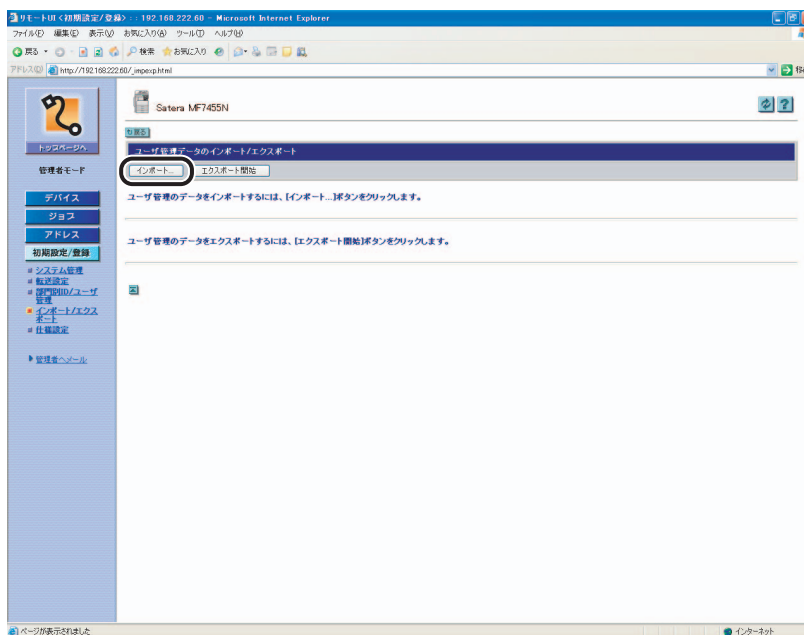 リモートUI <初期設定/登録> : : 192.168.222.60 - Microsoft Internet Explorer
ファイル(F) 編集(E) 表示(V) お気に入り(A) ツール(T) ヘルプ(H)
戻る 検索 お気に入り
アドレス(D) http://192.168.222.60/_impexp.html
Satera MF7455N
戻る
トップページへ
ユーザ管理データのインポート/エクスポート
管理者モード
インポート... エクスポート開始
デバイス
ユーザ管理のデータをインポートするには、[インポート...]ボタンをクリックします。
ジョブ
アドレス
ユーザ管理のデータをエクスポートするには、[エクスポート開始]ボタンをクリックします。
初期設定/登録
システム管理
転送設定
部門別ID/ユーザ
管理
インポート/エクス
ポート
仕様設定
管理者へメール
ページが表示されました
インターネット